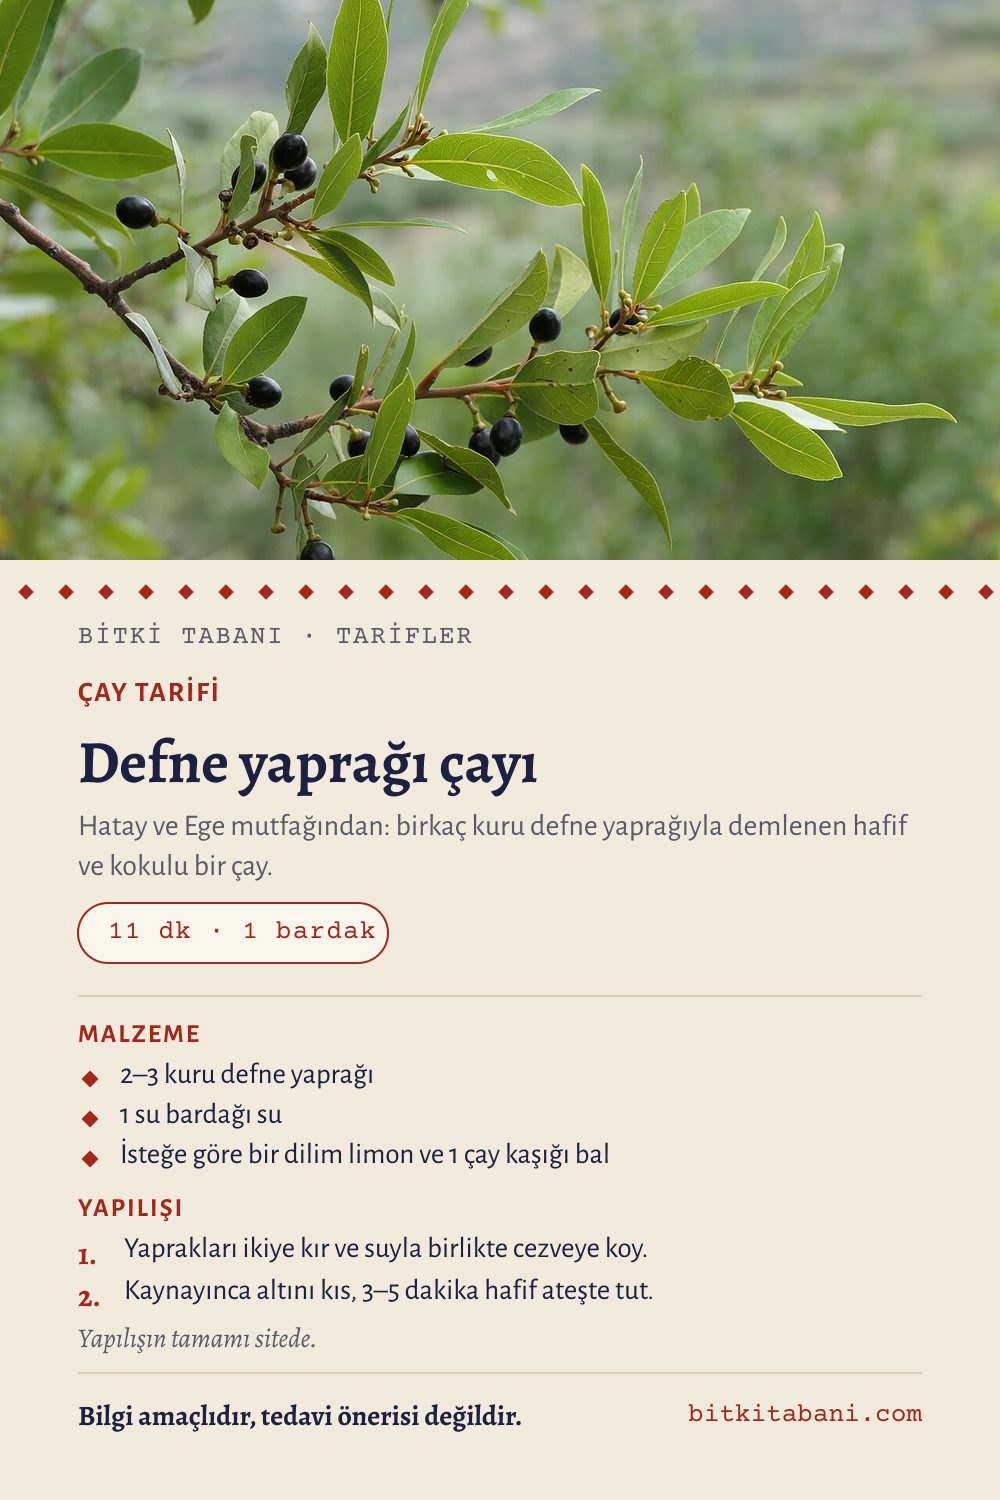 BİTKİ TABANI · TARİFLER
ÇAY TARİFİ
Defne yaprağı çayı
Hatay ve Ege mutfağından: birkaç kuru defne yaprağıyla demlenen hafif
ve kokulu bir çay.
11 dk · 1 bardak
MALZEME
2–3 kuru defne yaprağı
1 su bardağı su
İsteğe göre bir dilim limon ve 1 çay kaşığı bal
YAPILIŞI
1. Yaprakları ikiye kır ve suyla birlikte cezveye koy.
2. Kaynayınca altını kıs, 3–5 dakika hafif ateşte tut.
Yapılışın tamamı sitede.
Bilgi amaçlıdır, tedavi önerisi değildir.
bitkitabani.com